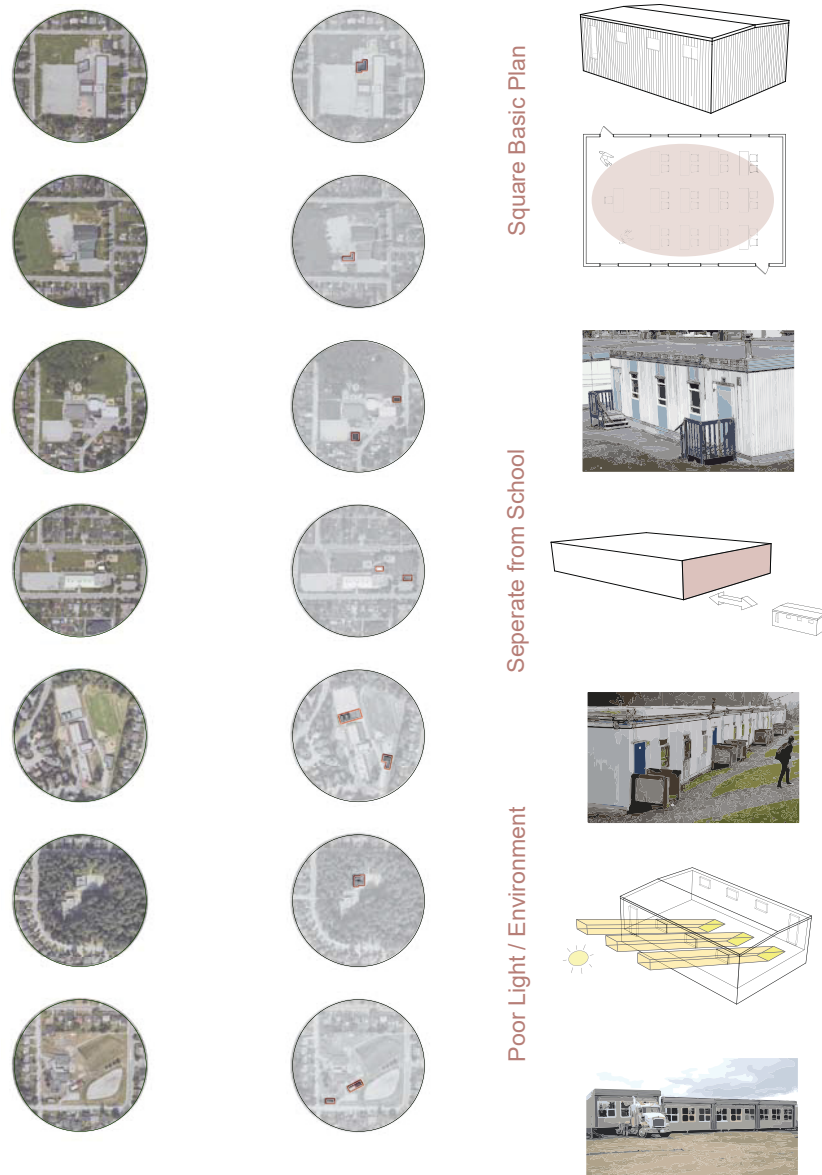 Square Basic Plan
Seperate from School
Poor Light / Environment